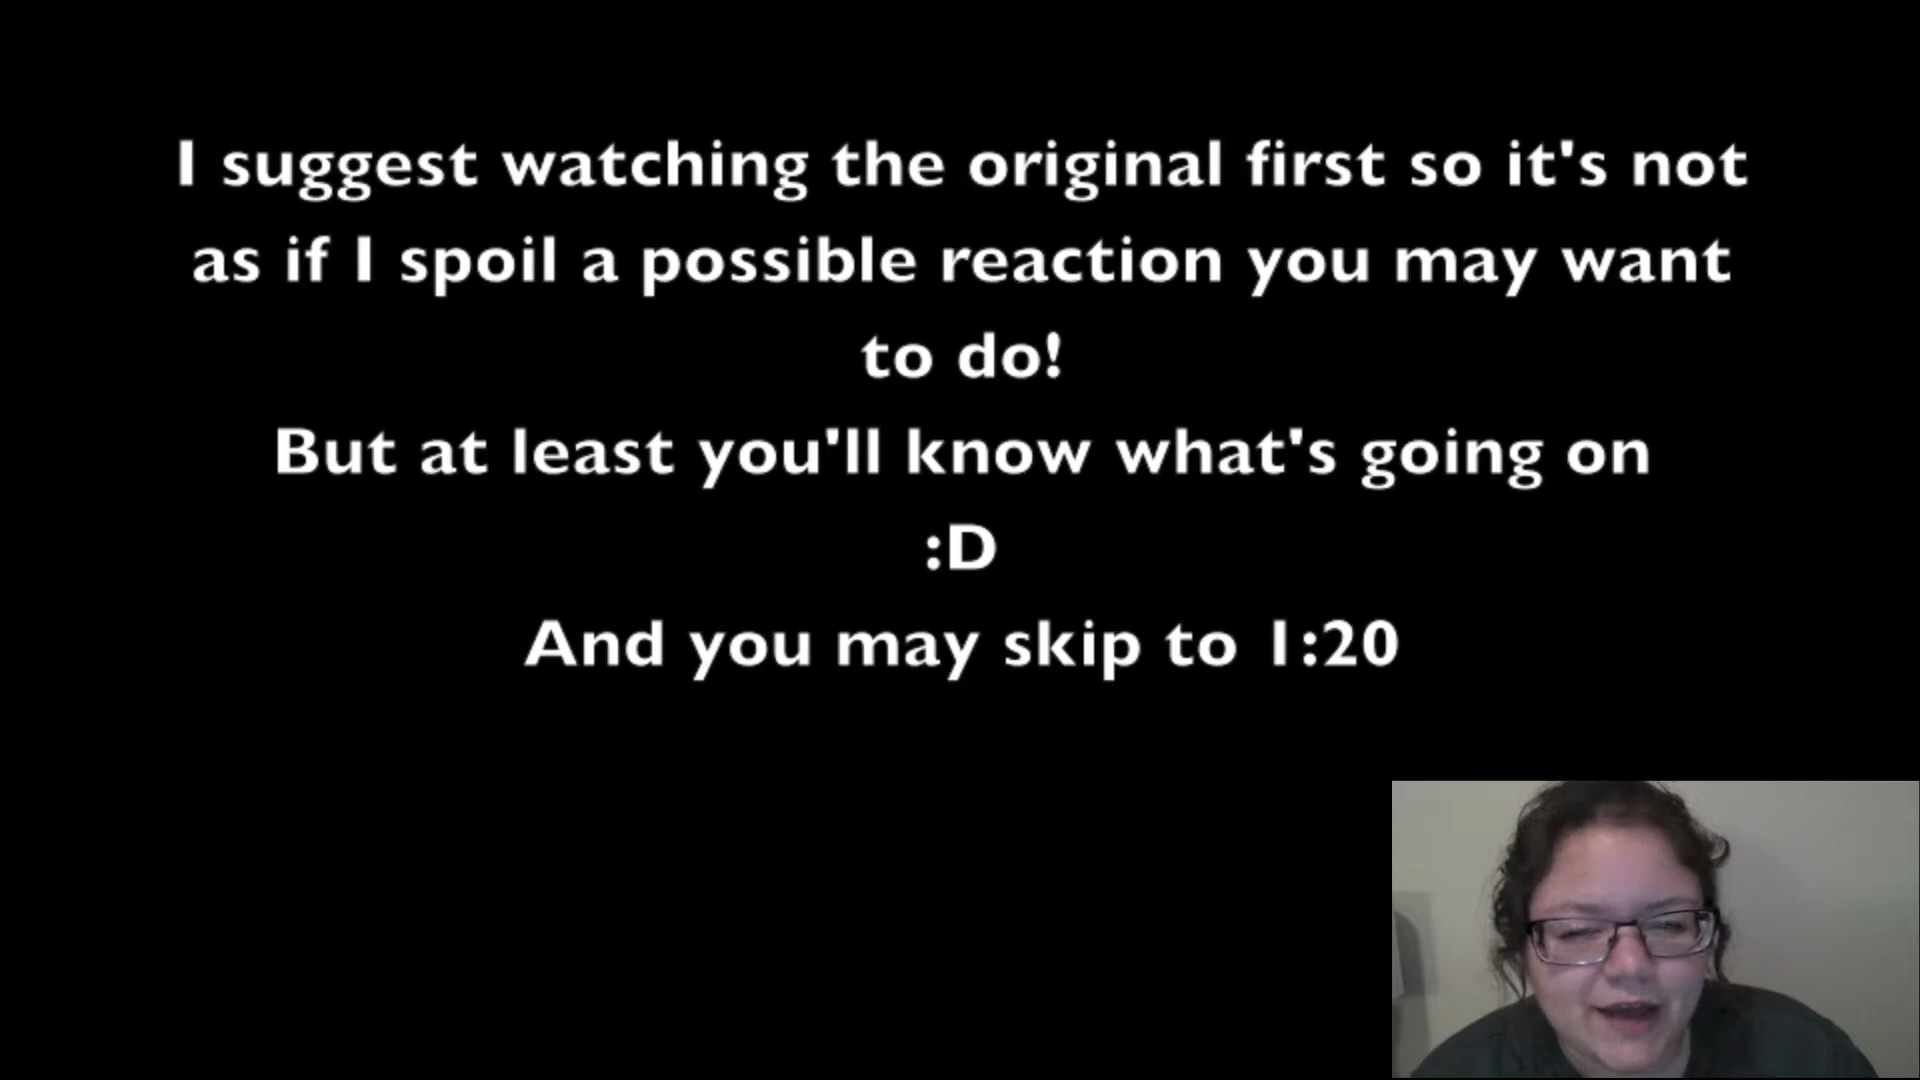 I suggest watching the original first so it's not
as if I spoil a possible reaction you may want
to do!
But at least you'll know what's going on
:D
And you may skip to 1:20